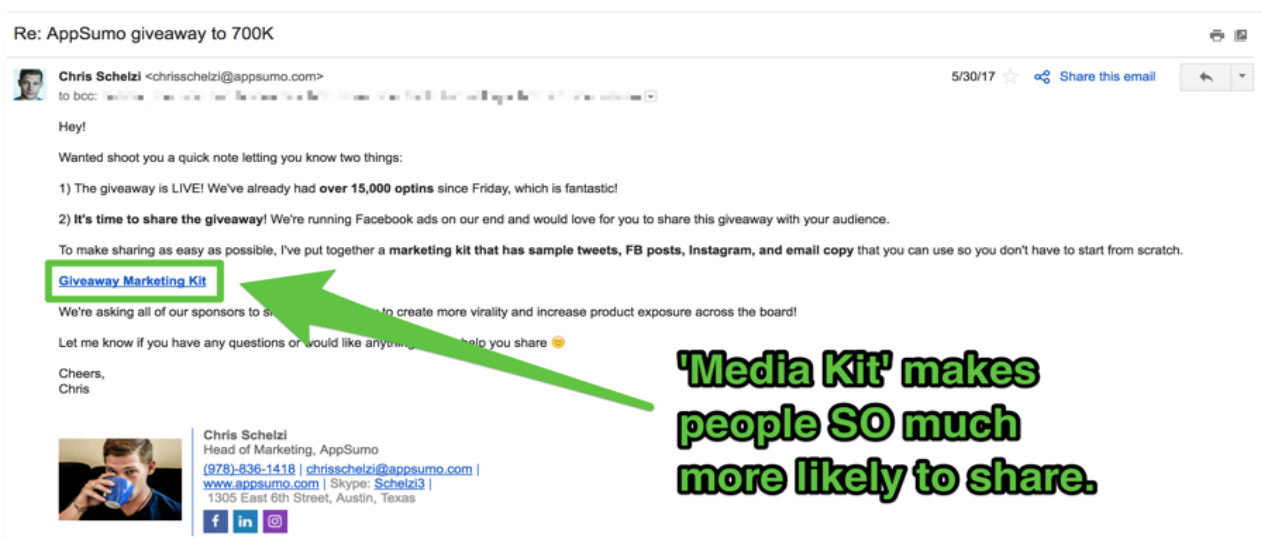 Re: AppSumo giveaway to 700K
Chris Schelzi <chrisschelzi@appsumo.com>
5/30/17
Share this email
to bcc:
Hey!
Wanted shoot you a quick note letting you know two things:
1) The giveaway is LIVE! We've already had over 15,000 optins since Friday, which is fantastic!
2) It's time to share the giveaway! We're running Facebook ads on our end and would love for you to share this giveaway with your audience.
To make sharing as easy as possible, I've put together a marketing kit that has sample tweets, FB posts, Instagram, and email copy that you can use so you don't have to start from scratch.
Giveaway Marketing Kit
We're asking all of our sponsors to to create more virality and increase product exposure across the board!
Let me know if you have any questions or would like help you share
Cheers,
Chris
'Media Kit' makes
people SO much
more likely to share.
Chris Schelzi
Head of Marketing, AppSumo
(978)-836-1418 | chrisschelzi@appsumo.com |
www.appsumo.com | Skype: Schelzi3 |
1305 East 6th Street, Austin, Texas
f in